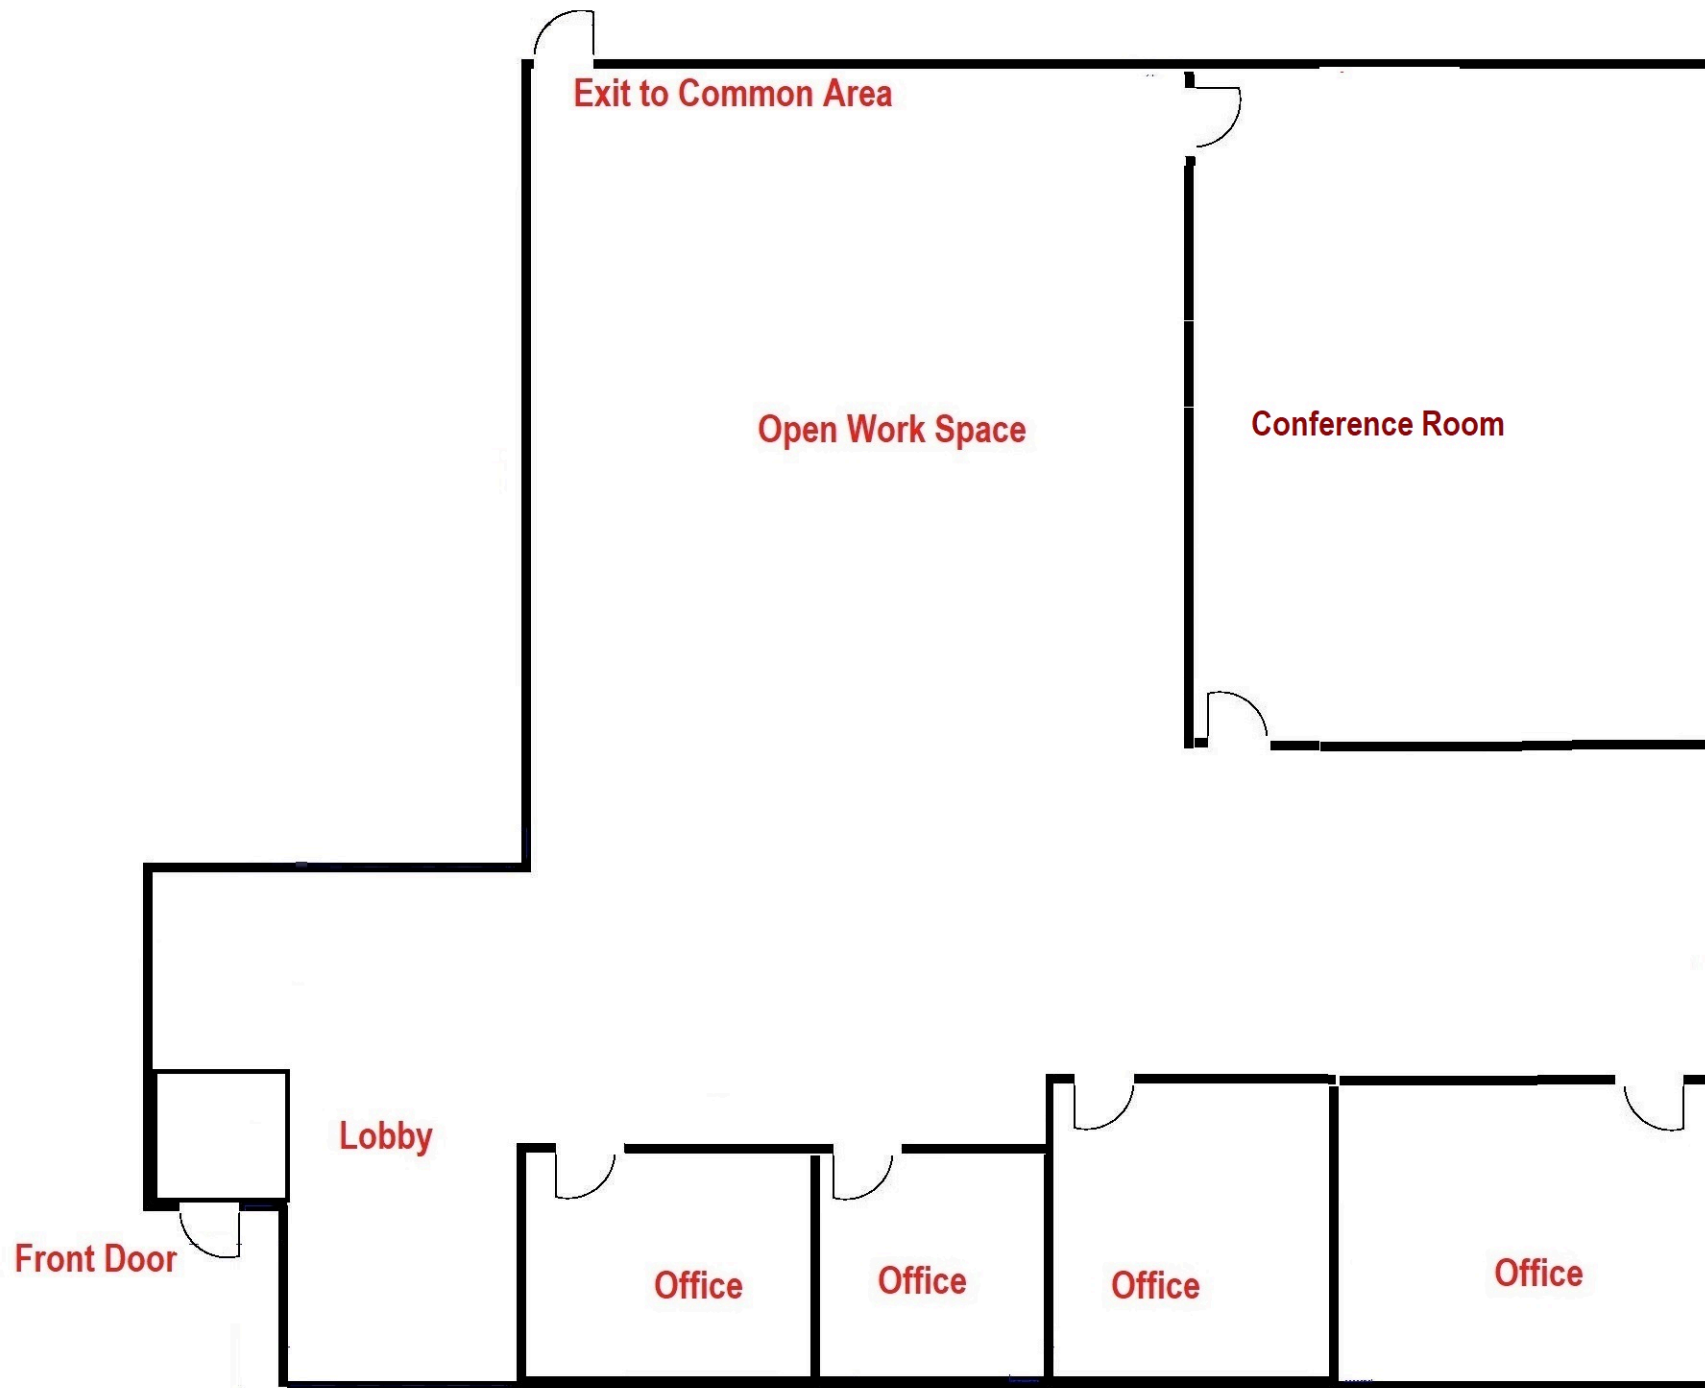 Exit to Common Area
Open Work Space
Conference Room
Lobby
Front Door
Office
Office
Office
Office